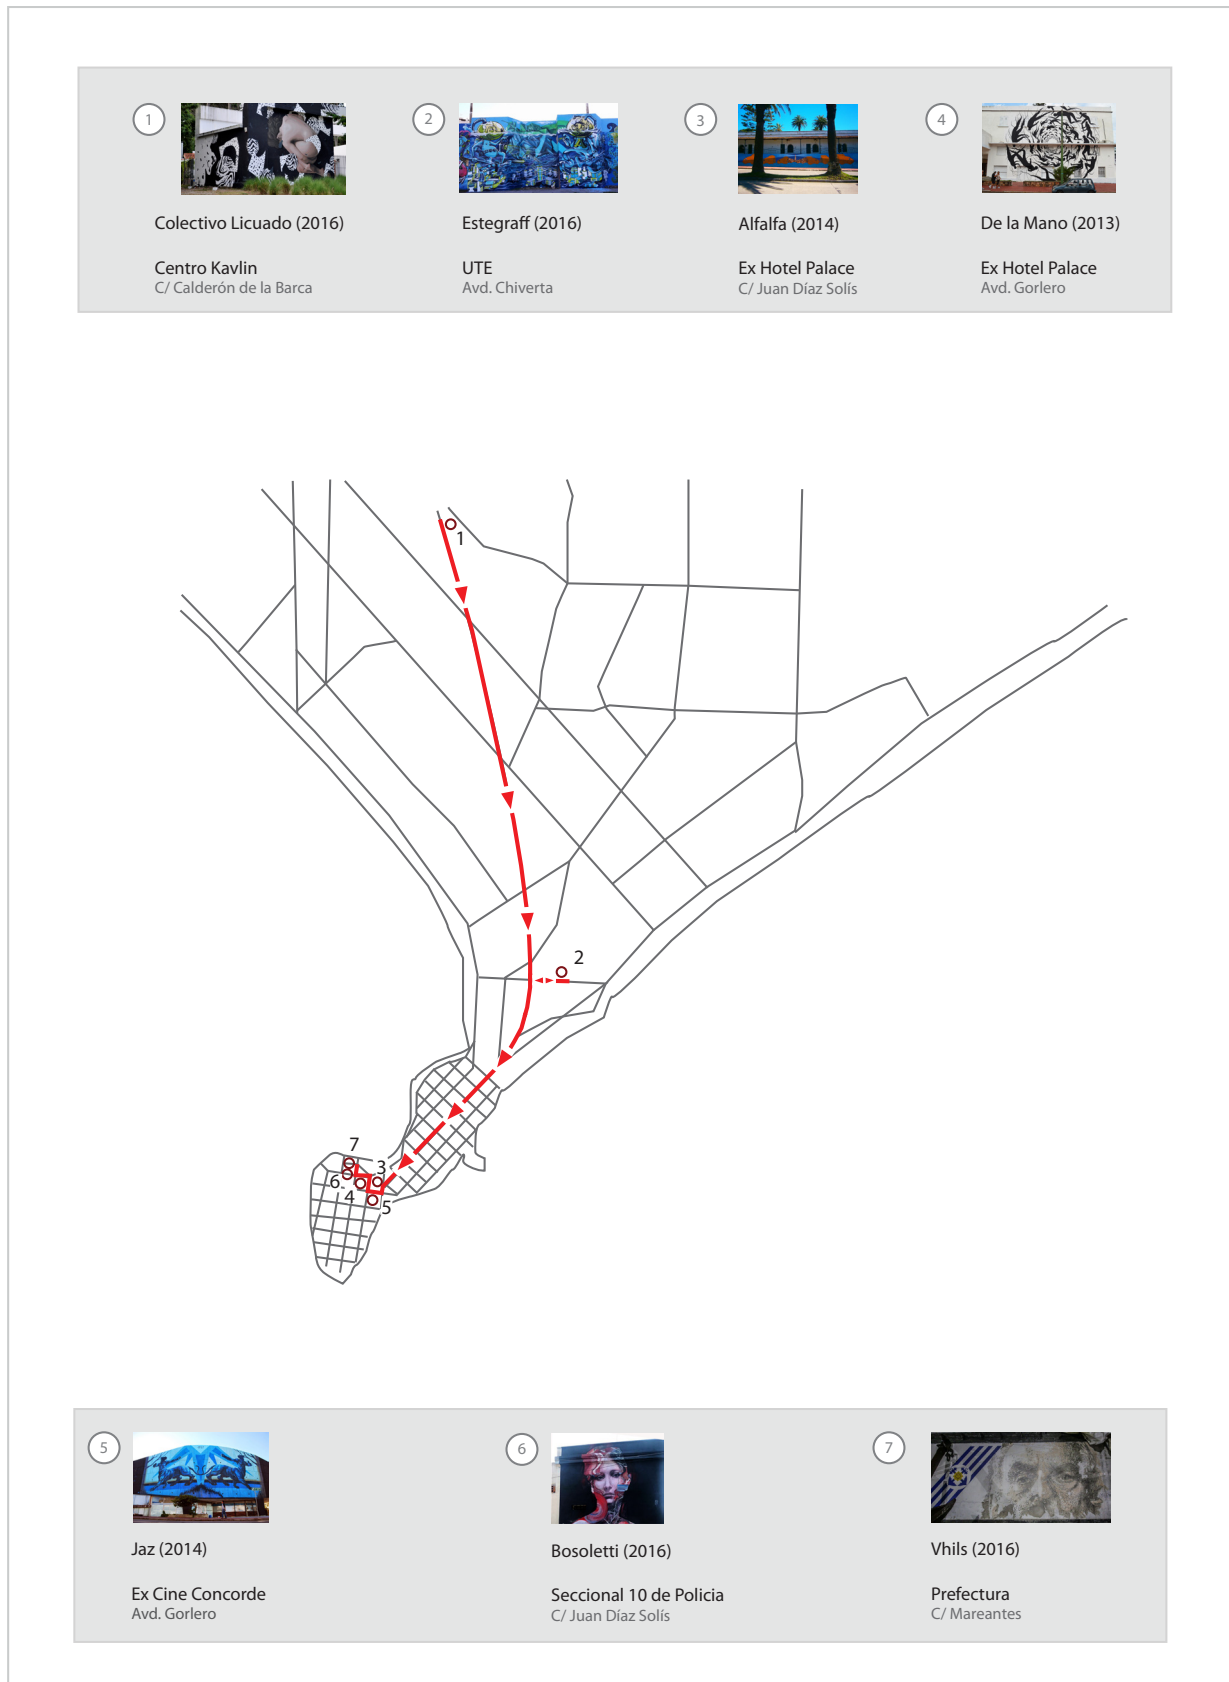 1
2
3
4
Colectivo Licuado (2016)
Estegraff (2016)
Alfalfa (2014)
De la Mano (2013)
Centro Kavlin
C/ Calderón de la Barca
UTE
Avd. Chiverta
Ex Hotel Palace
C/ Juan Díaz Solís
Ex Hotel Palace
Avd. Gorlero
1
2
7
3
6
4
5
5
6
7
Jaz (2014)
Bosoletti (2016)
Vhils (2016)
Ex Cine Concorde
Avd. Gorlero
Seccional 10 de Policia
C/ Juan Díaz Solís
Prefectura
C/ Mareantes